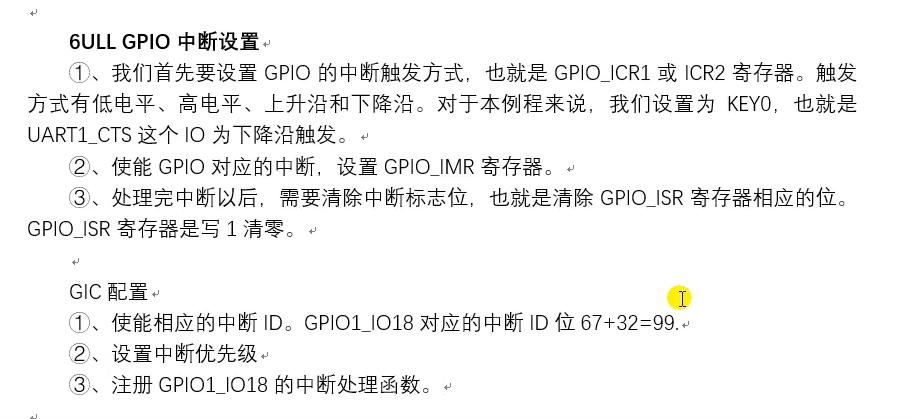 6ULL GPIO 中断设置
①、我们首先要设置 GPIO 的中断触发方式，也就是 GPIO_ICR1 或 ICR2 寄存器。触发
方式有低电平、高电平、上升沿和下降沿。对于本例程来说，我们设置为 KEY0，也就是
UART1_CTS 这个 IO 为下降沿触发。
②、使能 GPIO 对应的中断，设置 GPIO_IMR 寄存器。
③、处理完中断以后，需要清除中断标志位，也就是清除 GPIO_ISR 寄存器相应的位。
GPIO_ISR 寄存器是写 1 清零。
GIC 配置
①、使能相应的中断 ID。GPIO1_IO18 对应的中断 ID 位 67+32=99.
②、设置中断优先级
③、注册 GPIO1_IO18 的中断处理函数。